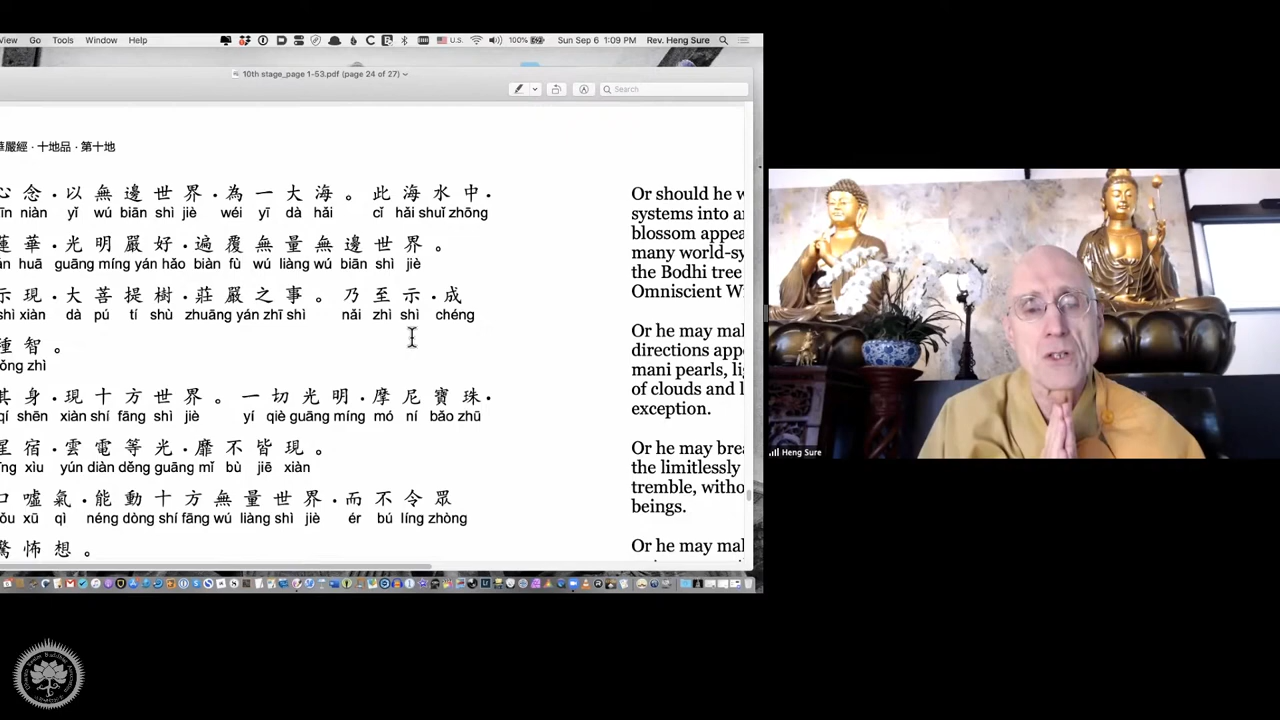 View Go Tools Window Help U.S. 100% Sun Sep 6 1:09 PM Rev. Heng Sure
10th stage_page 1-53.pdf (page 24 of 27)
Search
華嚴經 · 十地品 · 第十地
心 念 · 以 無 邊 世 界 · 為 一 大 海 。 此 海 水 中 ·
īn niàn yǐ wú biān shì jiè wéi yī dà hǎi cǐ hǎi shuǐ zhōng
蓮 華 · 光 明 嚴 好 · 遍 覆 無 量 無 邊 世 界 。
án huā guāng míng yán hǎo biàn fù wú liàng wú biān shì jiè
示 現 · 大 菩 提 樹 · 莊 嚴 之 事 。 乃 至 示 · 成
shì xiàn dà pú tí shù zhuāng yán zhī shì nǎi zhì shì chéng
種 智 。
ǒng zhì
其 身 · 現 十 方 世 界 。 一 切 光 明 · 摩 尼 寶 珠 ·
qí shēn xiàn shí fāng shì jiè yí qiè guāng míng mó ní bǎo zhū
星 宿 · 雲 電 等 光 · 靡 不 皆 現 。
īng xiù yún diàn děng guāng mǐ bù jiē xiàn
口 噓 氣 · 能 動 十 方 無 量 世 界 · 而 不 令 眾
ǒu xū qì néng dòng shí fāng wú liàng shì jiè ér bú líng zhòng
驚 怖 想 。
Or should he w
systems into an
blossom appea
many world-sy
the Bodhi tree
Omniscient W
Or he may mal
directions appe
mani pearls, li
of clouds and l
exception.
Or he may brea
the limitlessly
tremble, witho
beings.
Or he may mal
Heng Sure